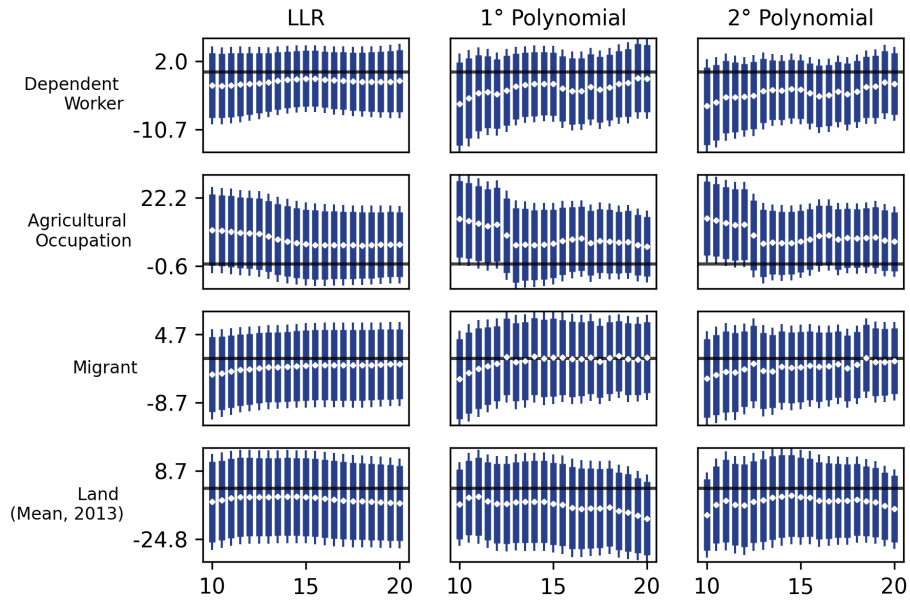 LLR 1° Polynomial 2° Polynomial
Dependent
Worker
2.0
-10.7
Agricultural
Occupation
22.2
-0.6
Migrant
4.7
-8.7
Land
(Mean, 2013)
8.7
-24.8
10 15 20 10 15 20 10 15 20